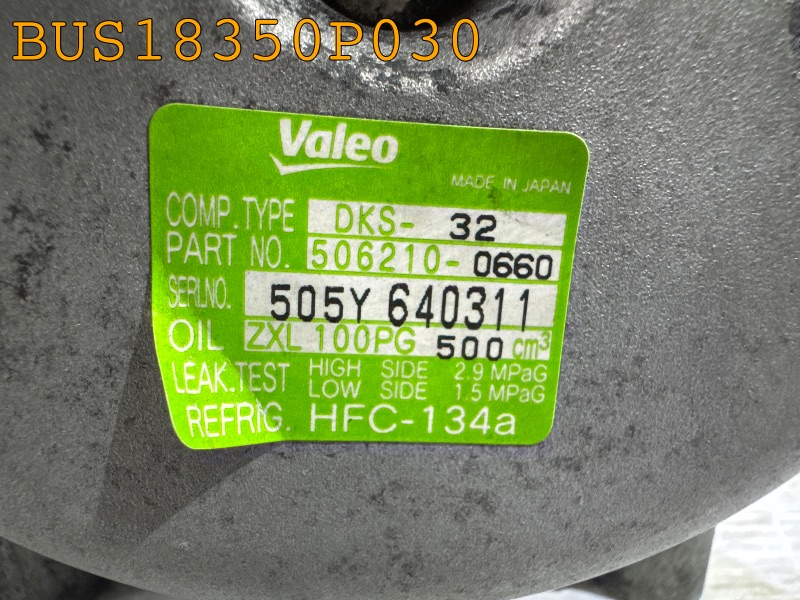 BUS18350P030
Valeo
MADE IN JAPAN
COMP.TYPE DKS- 32
PART NO. 506210- 0660
SERI.NO. 505Y 640311
OIL ZXL 100PG 500 cm³
LEAK.TEST HIGH SIDE 2.9 MPaG
LOW SIDE 1.5 MPaG
REFRIG. HFC-134a